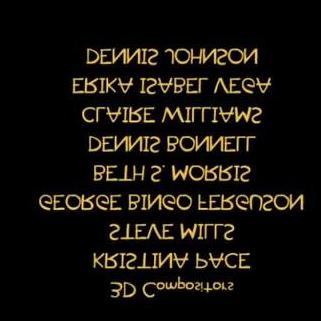 3D Compositors
KRISTINA PACE
STEVE WILLS
GEORGE BINGO FERGUSON
BETH S. MORRIS
DENNIS BONNELL
CLAIRE WILLIAMS
ERIKA ISABEL VEGA
DENNIS JOHNSON